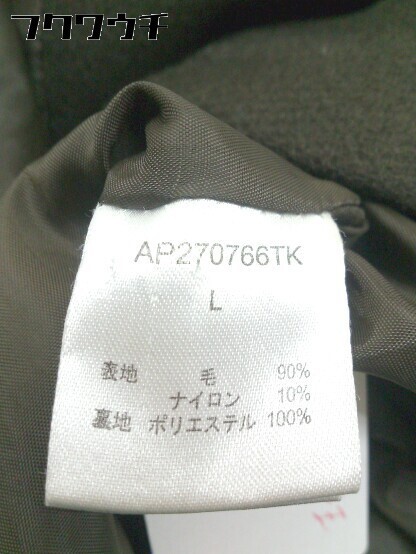 フクワウチ
AP270766TK
L
表地 毛 90%
ナイロン 10%
裏地 ポリエステル 100%